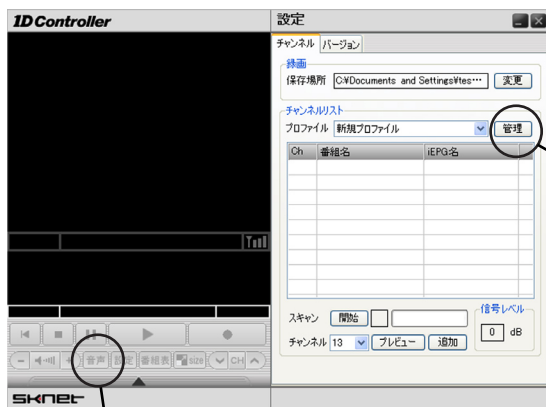 1D Controller
設定
チャンネル バージョン
録画
保存場所 C:¥Documents and Settings¥tes… 変更
チャンネルリスト
プロファイル 新規プロファイル 管理
Ch 番組名 iEPG名
スキャン 開始
信号レベル
0 dB
チャンネル 13 プレビュー 追加
音声 設定 番組表 size CH
SKNET